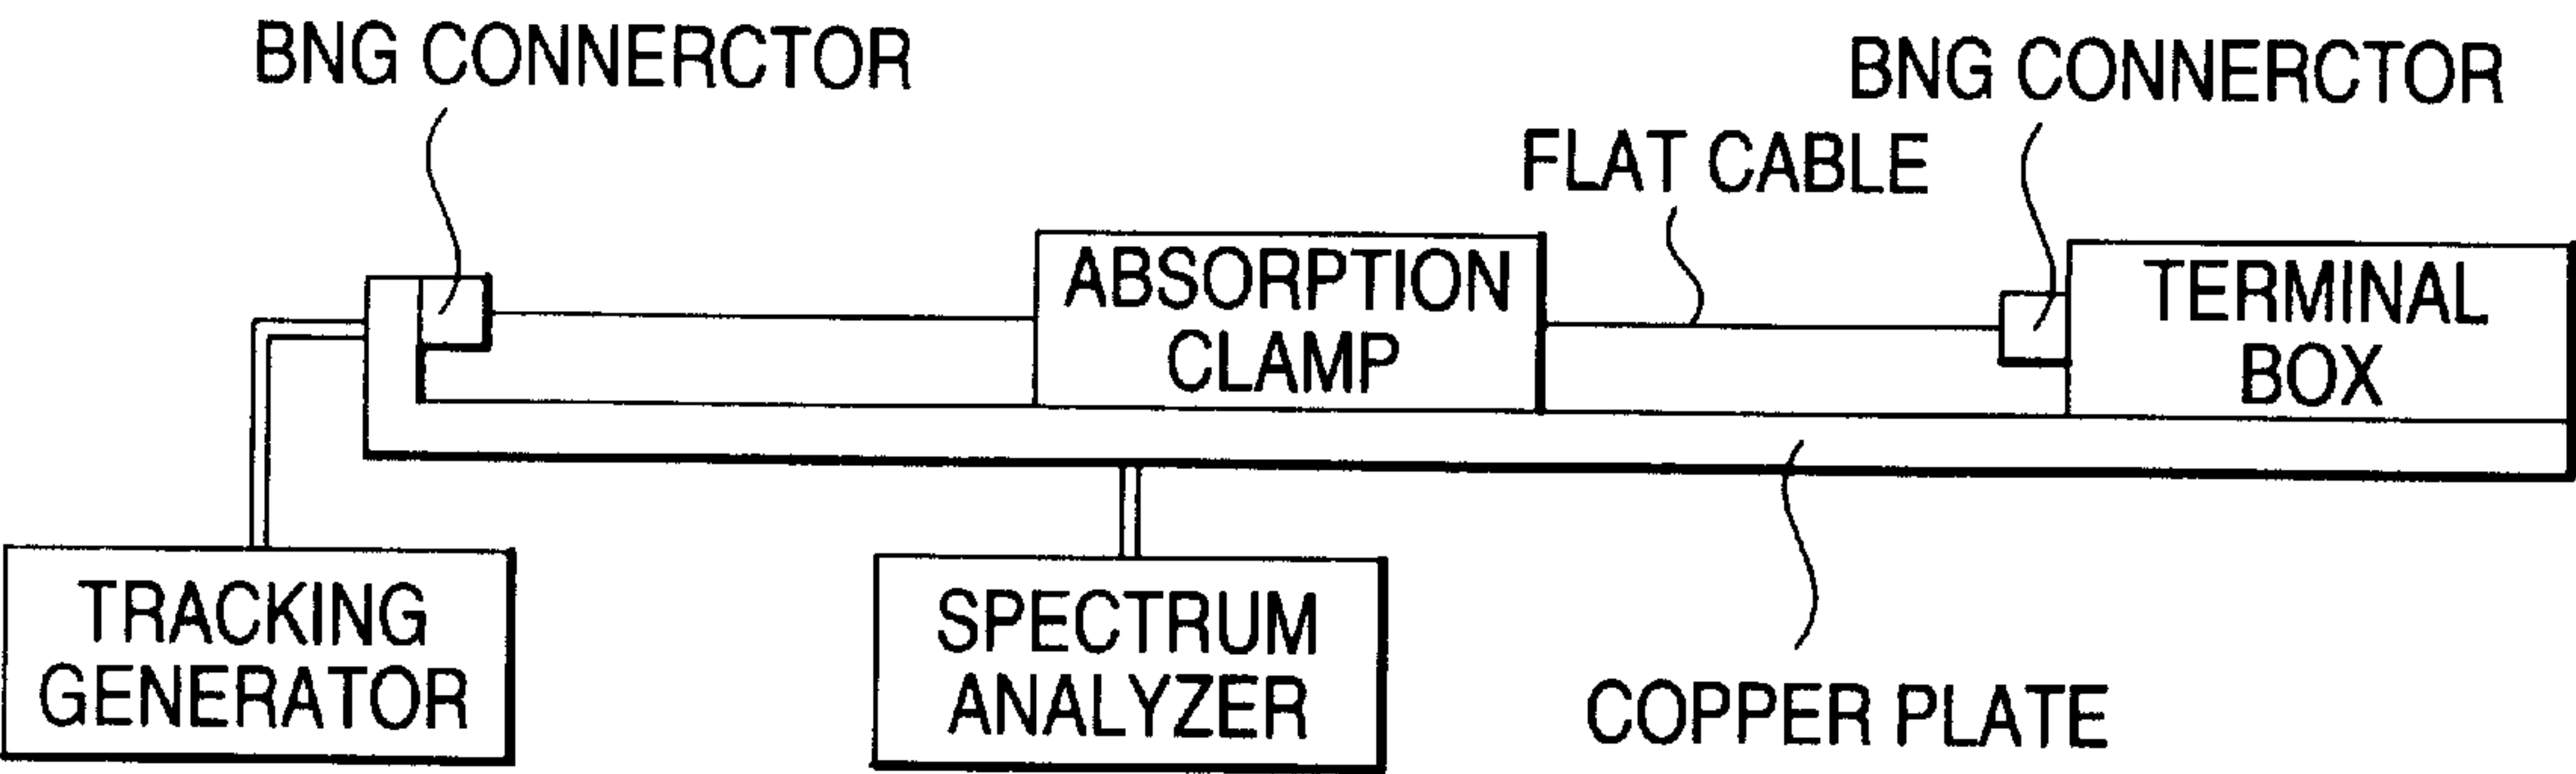 BNG CONNERCTOR
BNG CONNERCTOR
FLAT CABLE
ABSORPTION
CLAMP
TERMINAL
BOX
TRACKING
GENERATOR
SPECTRUM
ANALYZER
COPPER PLATE